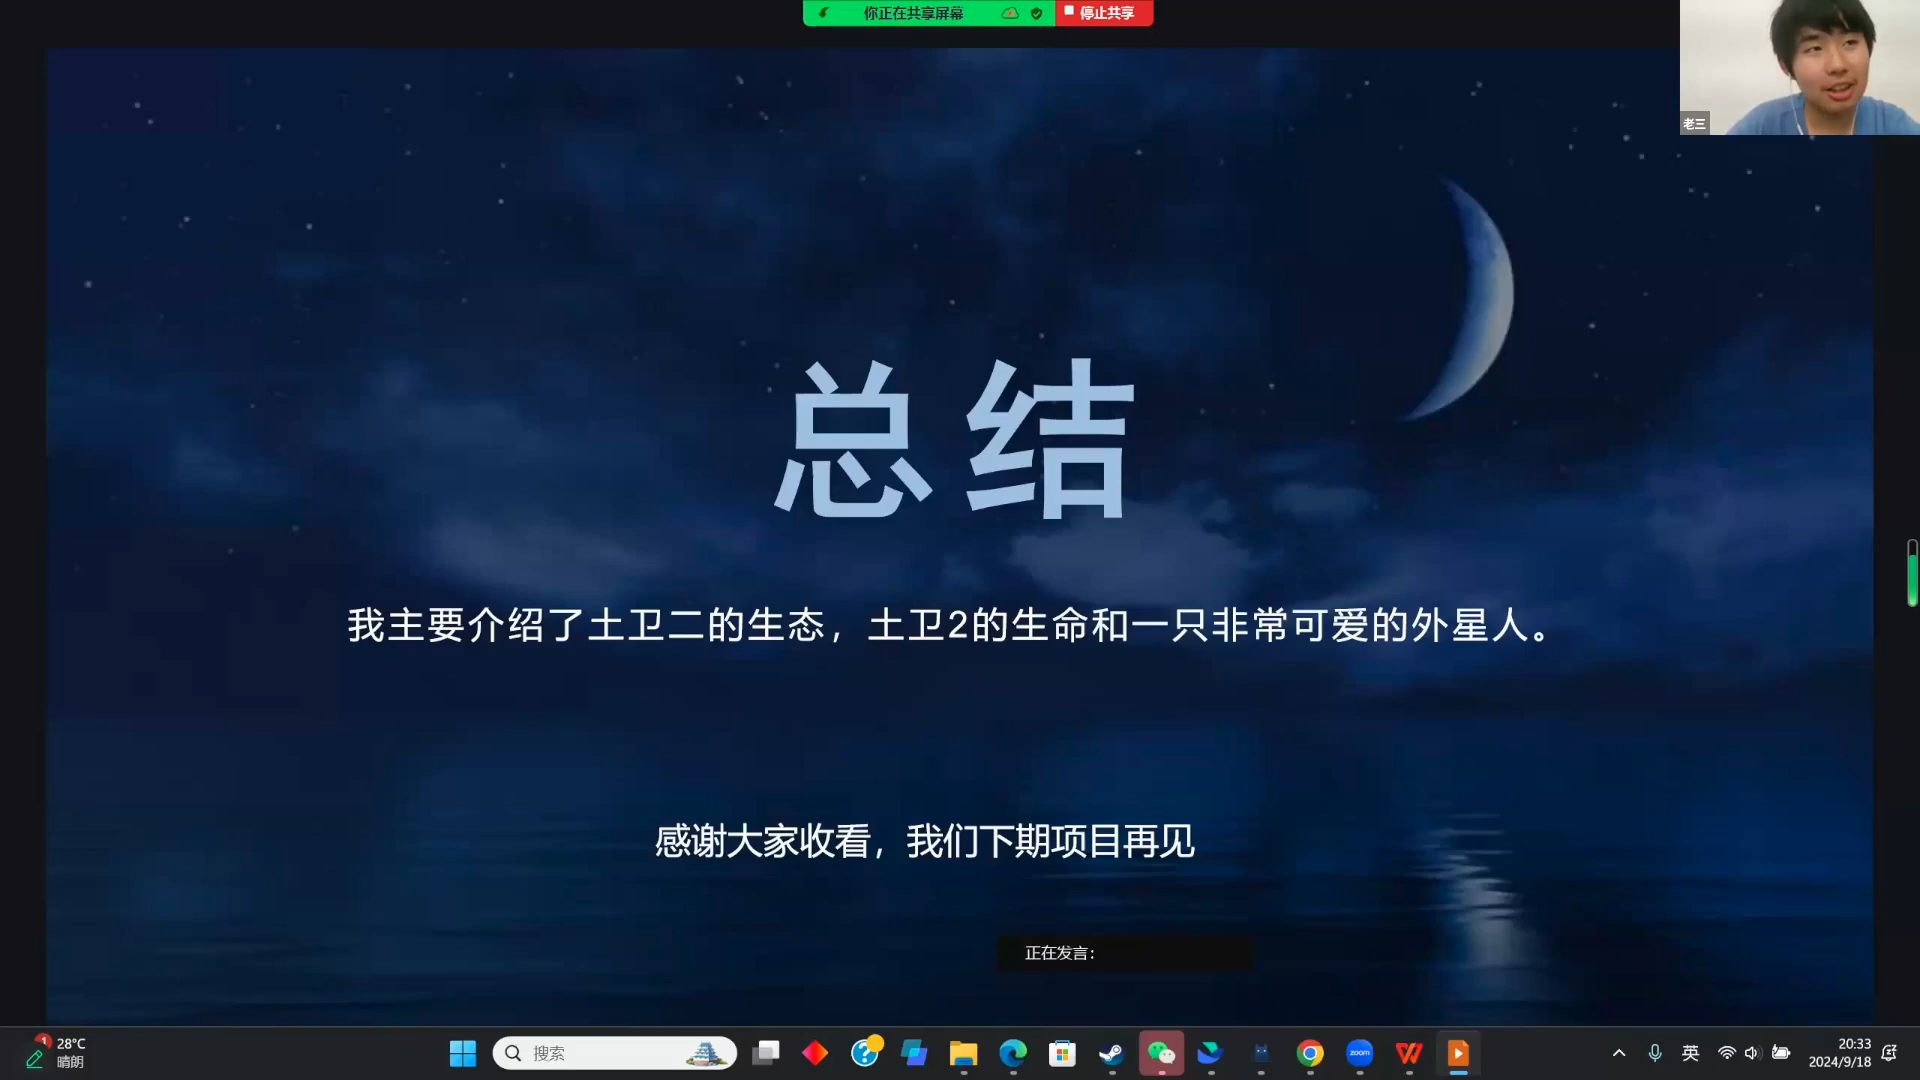 你正在共享屏幕
停止共享
老三
总结
我主要介绍了土卫二的生态，土卫2的生命和一只非常可爱的外星人。
感谢大家收看，我们下期项目再见
正在发言：
1
28°C
晴朗
搜索
zoom
英
20:33
2024/9/18